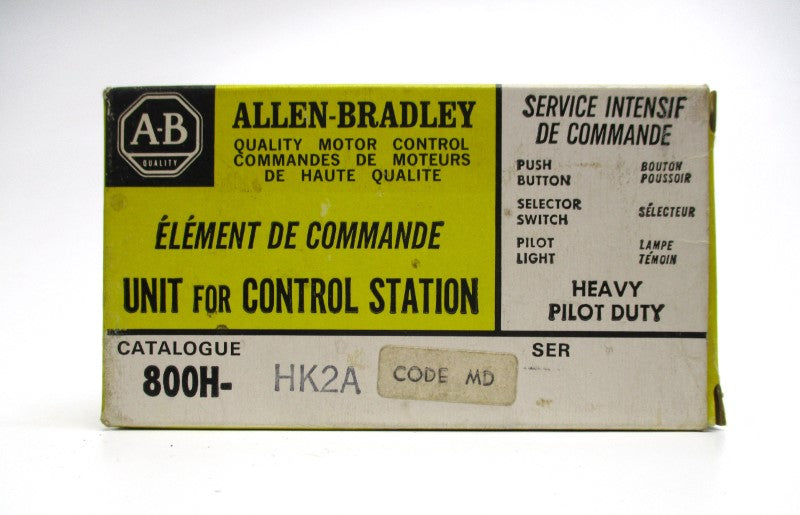 A-B
QUALITY
ALLEN-BRADLEY
QUALITY MOTOR CONTROL
COMMANDES DE MOTEURS
DE HAUTE QUALITE
ÉLÉMENT DE COMMANDE
UNIT FOR CONTROL STATION
SERVICE INTENSIF
DE COMMANDE
PUSH
BUTTON
BOUTON
POUSSOIR
SELECTOR
SWITCH
SÉLECTEUR
PILOT
LIGHT
LAMPE
TÉMOIN
HEAVY
PILOT DUTY
CATALOGUE
800H- HK2A CODE MD
SER